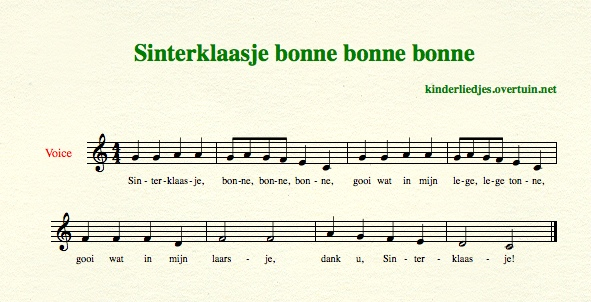 Sinterklaasje bonne bonne bonne
kinderliedjes.overtuin.net
Voice
Sin - ter - klaas - je, bon - ne, bon - ne, bon - ne, gooi wat in mijn le - ge, le - ge ton - ne,
gooi wat in mijn laars - je, dank u, Sin - ter - klaas - je!